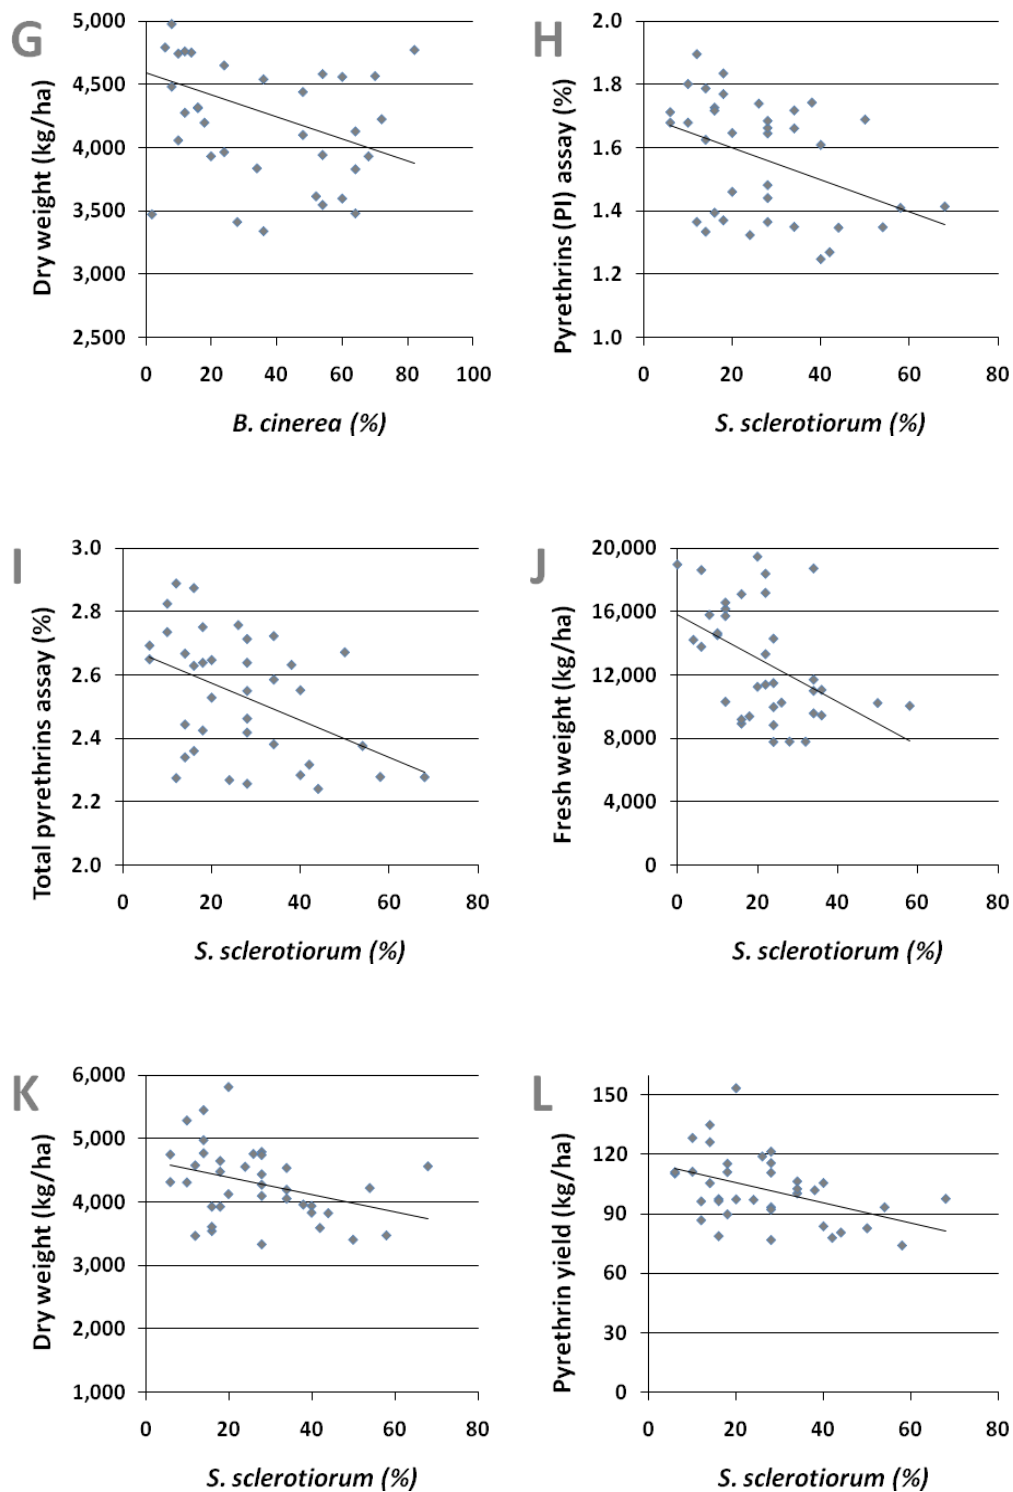 G
Dry weight (kg/ha)
5,000
4,500
4,000
3,500
3,000
2,500
0 20 40 60 80 100
B. cinerea (%)
H
Pyrethrins (PI) assay (%)
2.0
1.8
1.6
1.4
1.2
1.0
0 20 40 60 80
S. sclerotiorum (%)
I
Total pyrethrins assay (%)
3.0
2.8
2.6
2.4
2.2
2.0
0 20 40 60 80
S. sclerotiorum (%)
J
Fresh weight (kg/ha)
20,000
16,000
12,000
8,000
4,000
0
0 20 40 60 80
S. sclerotiorum (%)
K
Dry weight (kg/ha)
6,000
5,000
4,000
3,000
2,000
1,000
0 20 40 60 80
S. sclerotiorum (%)
L
Pyrethrin yield (kg/ha)
150
120
90
60
30
0
0 20 40 60 80
S. sclerotiorum (%)